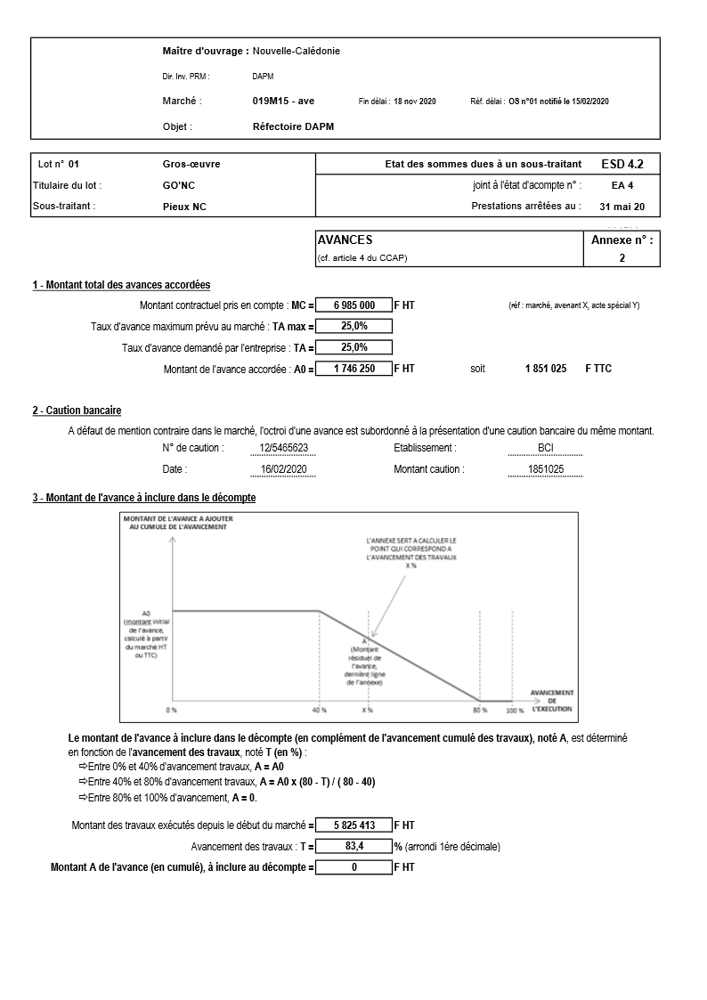 Maître d'ouvrage : Nouvelle-Calédonie
Dir. Inv. PRM : DAPM
Marché : 019M15 - ave Fin délai : 18 nov 2020 Réf. délai : OS n°01 notifié le 15/02/2020
Objet : Réfectoire DAPM
Lot n° 01 Gros-œuvre Etat des sommes dues à un sous-traitant ESD 4.2
Titulaire du lot : GO'NC joint à l'état d'acompte n° : EA 4
Sous-traitant : Pieux NC Prestations arrêtées au : 31 mai 20
AVANCES Annexe n° :
(cf. article 4 du CCAP) 2
1 - Montant total des avances accordées
Montant contractuel pris en compte : MC = 6 985 000 F HT (réf : marché, avenant X, acte spécial Y)
Taux d'avance maximum prévu au marché : TA max = 25,0%
Taux d'avance demandé par l'entreprise : TA = 25,0%
Montant de l'avance accordée : A0 = 1 746 250 F HT soit 1 851 025 F TTC
2 - Caution bancaire
A défaut de mention contraire dans le marché, l'octroi d'une avance est subordonné à la présentation d'une caution bancaire du même montant.
N° de caution : 12/5465623 Etablissement : BCI
Date : 16/02/2020 Montant caution : 1851025
3 - Montant de l'avance à inclure dans le décompte
MONTANT DE L'AVANCE A AJOUTER
AU CUMULE DE L'AVANCEMENT
L'ANNEXE SERT A CALCULER LE
POINT QUI CORRESPOND A
L'AVANCEMENT DES TRAVAUX
X %
A0
(montant initial
de l'avance,
calculé à partir
du marché HT
ou TTC)
A
(Montant
résiduel de
l'avance,
dernière ligne
de l'annexe)
AVANCEMENT
DE
L'EXECUTION
0 % 40 % X % 80 % 100 %
Le montant de l'avance à inclure dans le décompte (en complément de l'avancement cumulé des travaux), noté A, est déterminé
en fonction de l'avancement des travaux, noté T (en %) :
⇨Entre 0% et 40% d'avancement travaux, A = A0
⇨Entre 40% et 80% d'avancement travaux, A = A0 x (80 - T) / ( 80 - 40)
⇨Entre 80% et 100% d'avancement, A = 0.
Montant des travaux exécutés depuis le début du marché = 5 825 413 F HT
Avancement des travaux : T = 83,4 % (arrondi 1ère décimale)
Montant A de l'avance (en cumulé), à inclure au décompte = 0 F HT